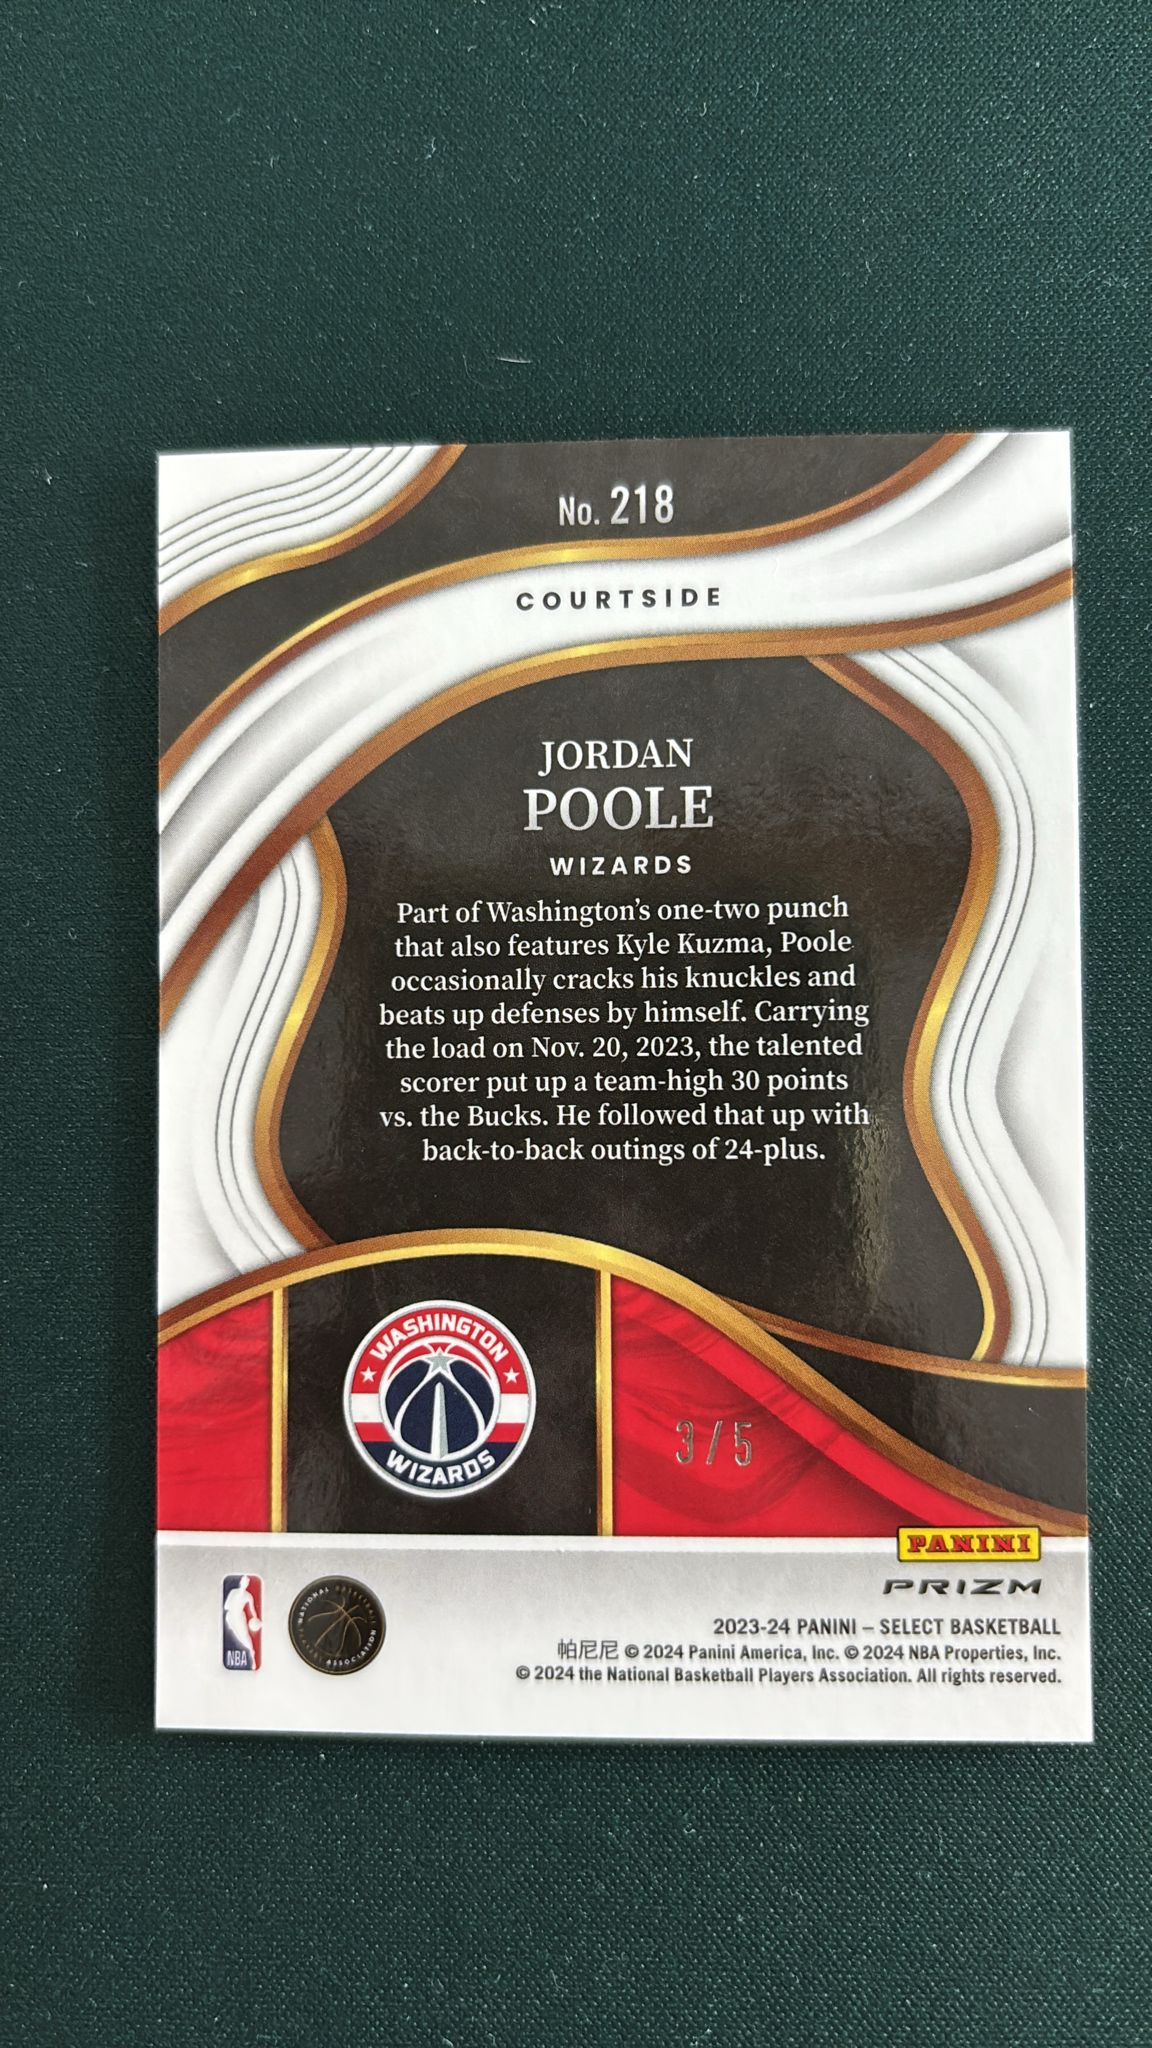 No. 218
COURTSIDE
JORDAN
POOLE
WIZARDS
Part of Washington's one-two punch
that also features Kyle Kuzma, Poole
occasionally cracks his knuckles and
beats up defenses by himself. Carrying
the load on Nov. 20, 2023, the talented
scorer put up a team-high 30 points
vs. the Bucks. He followed that up with
back-to-back outings of 24-plus.
WASHINGTON
WIZARDS
3/5
PANINI
PRIZM
NBA
NATIONAL BASKETBALL
ASSOCIATION
2023-24 PANINI – SELECT BASKETBALL
帕尼尼 © 2024 Panini America, Inc. © 2024 NBA Properties, Inc.
© 2024 the National Basketball Players Association. All rights reserved.